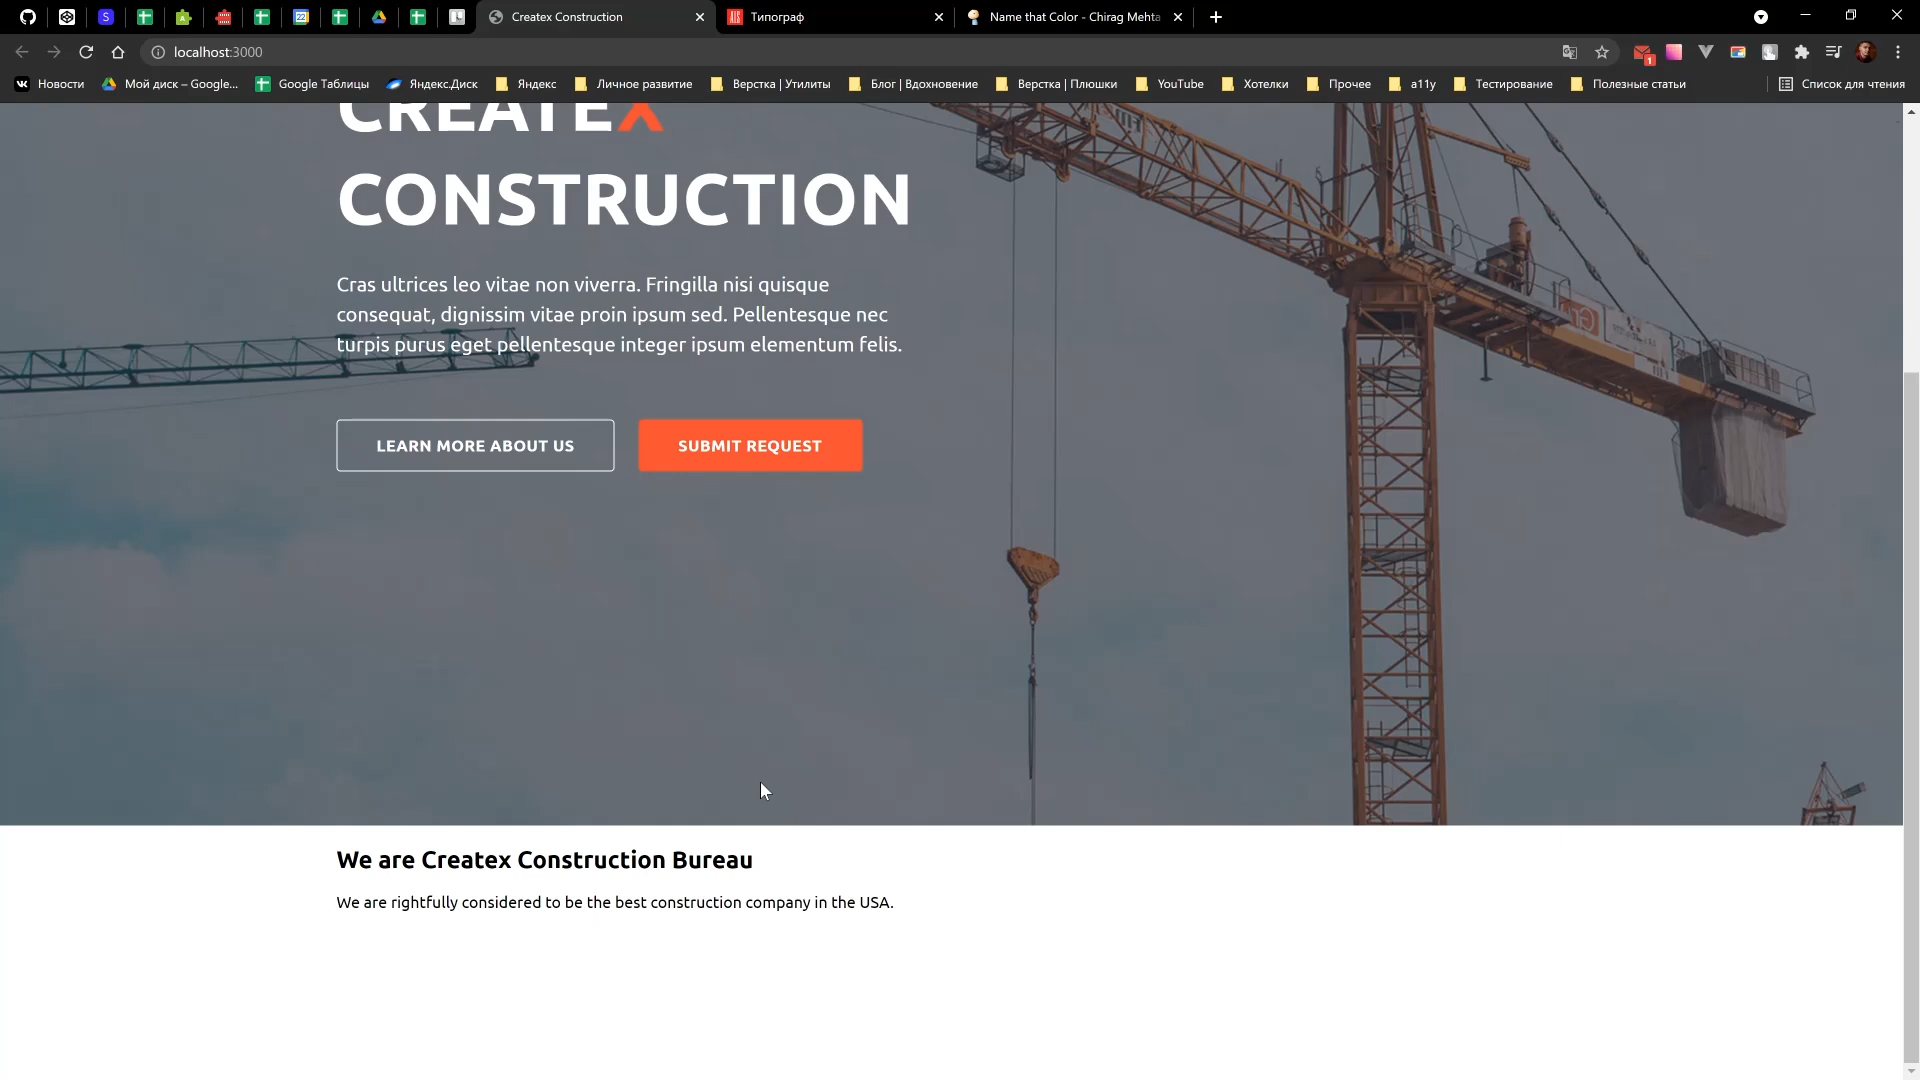 Createx Construction
Типограф
Name that Color - Chirag Mehta
localhost:3000
1
Новости
Мой диск – Google...
Google Таблицы
Яндекс.Диск
Яндекс
Личное развитие
Верстка | Утилиты
Блог | Вдохновение
Верстка | Плюшки
YouTube
Хотелки
Прочее
a11y
Тестирование
Полезные статьи
Список для чтения
CREATEX
CONSTRUCTION
Cras ultrices leo vitae non viverra. Fringilla nisi quisque
consequat, dignissim vitae proin ipsum sed. Pellentesque nec
turpis purus eget pellentesque integer ipsum elementum felis.
LEARN MORE ABOUT US
SUBMIT REQUEST
We are Createx Construction Bureau
We are rightfully considered to be the best construction company in the USA.